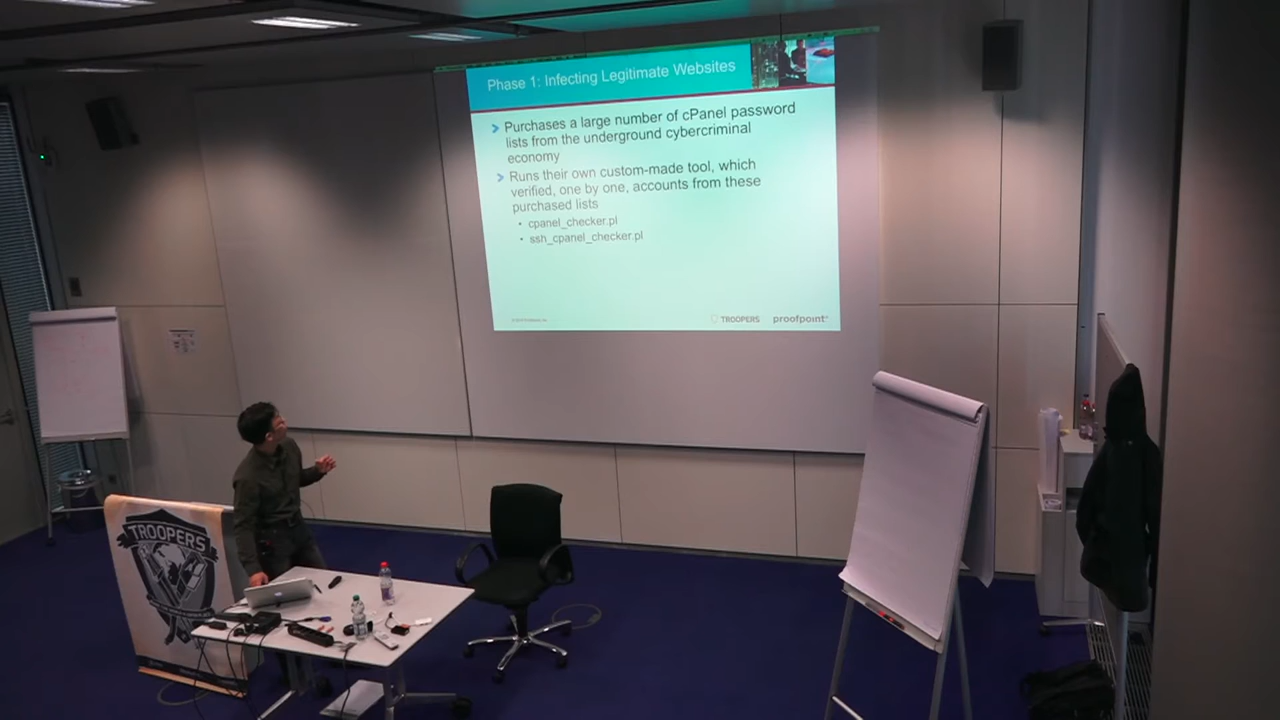 Phase 1: Infecting Legitimate Websites
Purchases a large number of cPanel password
lists from the underground cybercriminal
economy
Runs their own custom-made tool, which
verified, one by one, accounts from these
purchased lists
• cpanel_checker.pl
• ssh_cpanel_checker.pl
TROOPERS
proofpoint
TROOPERS